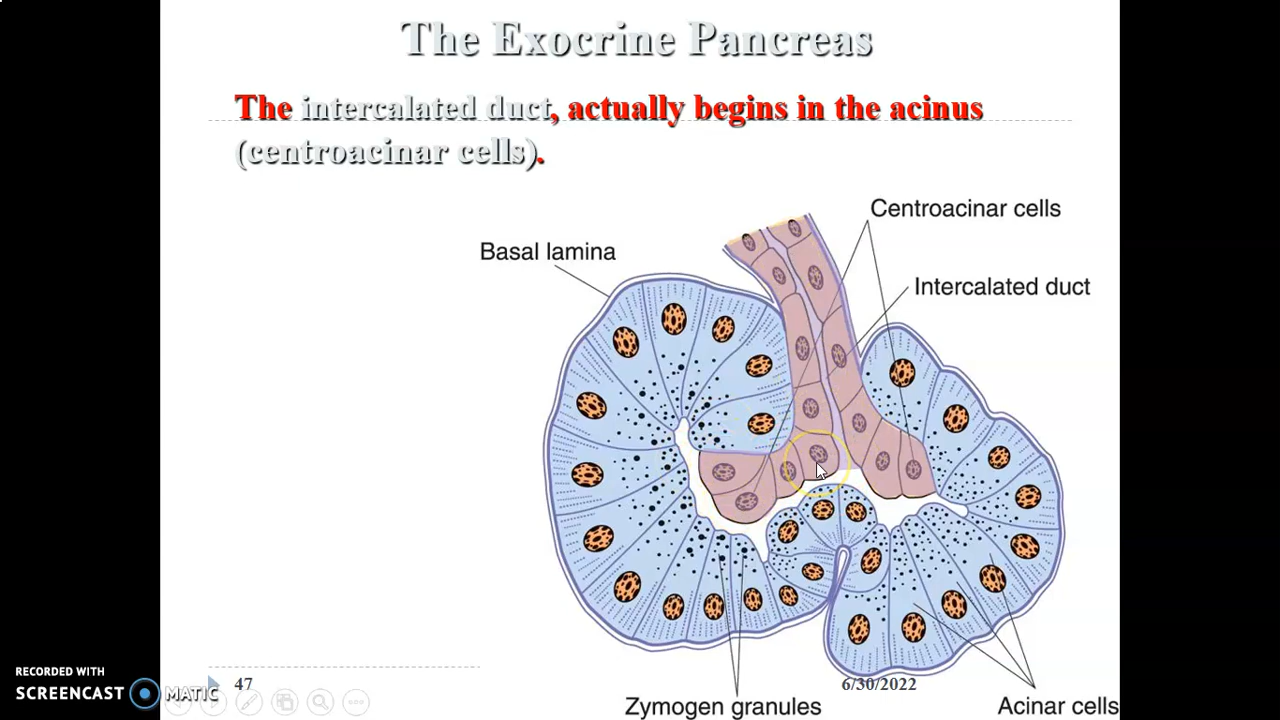 The Exocrine Pancreas
The intercalated duct, actually begins in the acinus
(centroacinar cells).
Centroacinar cells
Basal lamina
Intercalated duct
RECORDED WITH
SCREENCAST MATIC
47
6/30/2022
Zymogen granules
Acinar cells